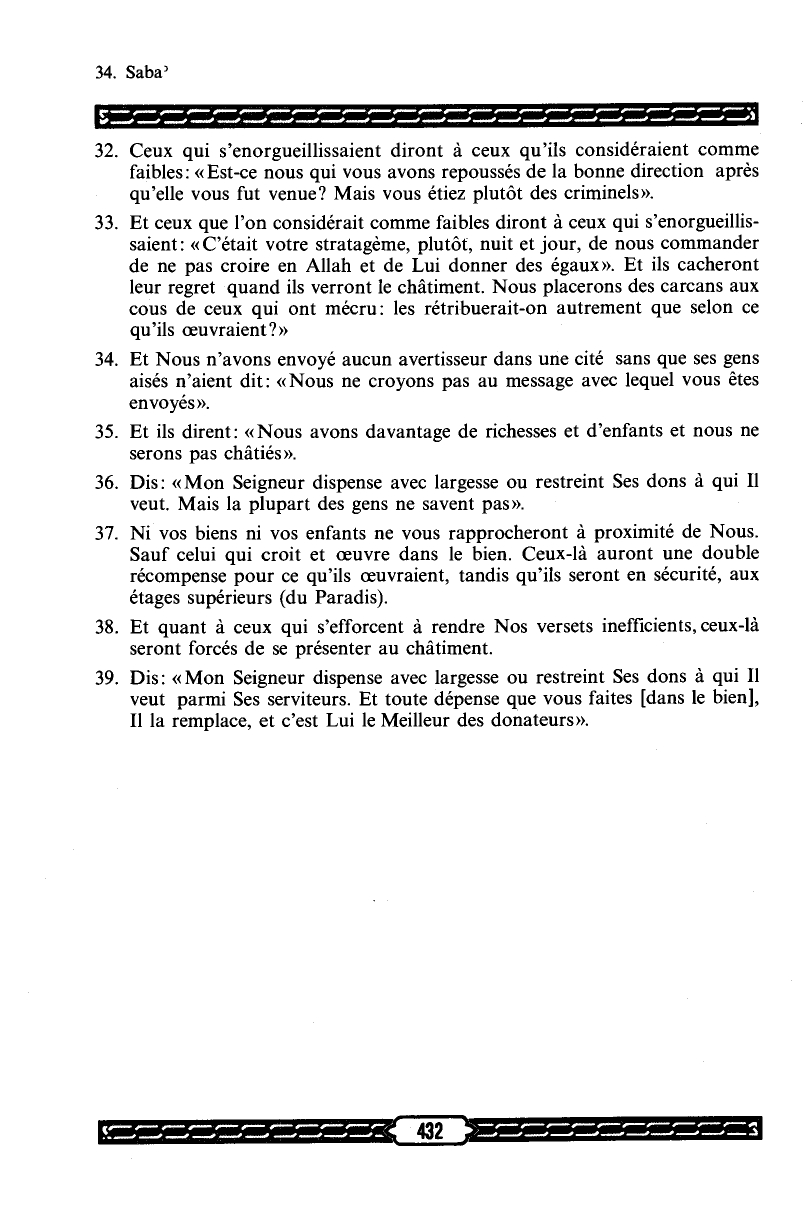 34. Saba’
32. Ceux qui s’enorgueillissaient diront à ceux qu’ils considéraient comme
faibles: «Est-ce nous qui vous avons repoussés de la bonne direction après
qu’elle vous fut venue? Mais vous étiez plutôt des criminels».
33. Et ceux que l’on considérait comme faibles diront à ceux qui s’enorgueillis-
saient: «C’était votre stratagème, plutôt, nuit et jour, de nous commander
de ne pas croire en Allah et de Lui donner des égaux». Et ils cacheront
leur regret quand ils verront le châtiment. Nous placerons des carcans aux
cous de ceux qui ont mécru: les rétribuerait-on autrement que selon ce
qu’ils œuvraient?»
34. Et Nous n’avons envoyé aucun avertisseur dans une cité sans que ses gens
aisés n’aient dit: «Nous ne croyons pas au message avec lequel vous êtes
envoyés».
35. Et ils dirent: «Nous avons davantage de richesses et d’enfants et nous ne
serons pas châtiés».
36. Dis: «Mon Seigneur dispense avec largesse ou restreint Ses dons à qui Il
veut. Mais la plupart des gens ne savent pas».
37. Ni vos biens ni vos enfants ne vous rapprocheront à proximité de Nous.
Sauf celui qui croit et œuvre dans le bien. Ceux-là auront une double
récompense pour ce qu’ils œuvraient, tandis qu’ils seront en sécurité, aux
étages supérieurs (du Paradis).
38. Et quant à ceux qui s’efforcent à rendre Nos versets inefficients, ceux-là
seront forcés de se présenter au châtiment.
39. Dis: «Mon Seigneur dispense avec largesse ou restreint Ses dons à qui Il
veut parmi Ses serviteurs. Et toute dépense que vous faites [dans le bien],
Il la remplace, et c’est Lui le Meilleur des donateurs».
432